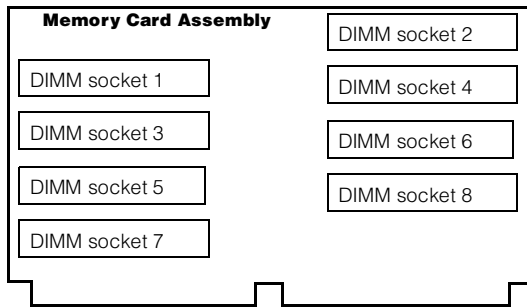 Memory Card Assembly
DIMM socket 2
DIMM socket 1
DIMM socket 4
DIMM socket 3
DIMM socket 6
DIMM socket 5
DIMM socket 8
DIMM socket 7